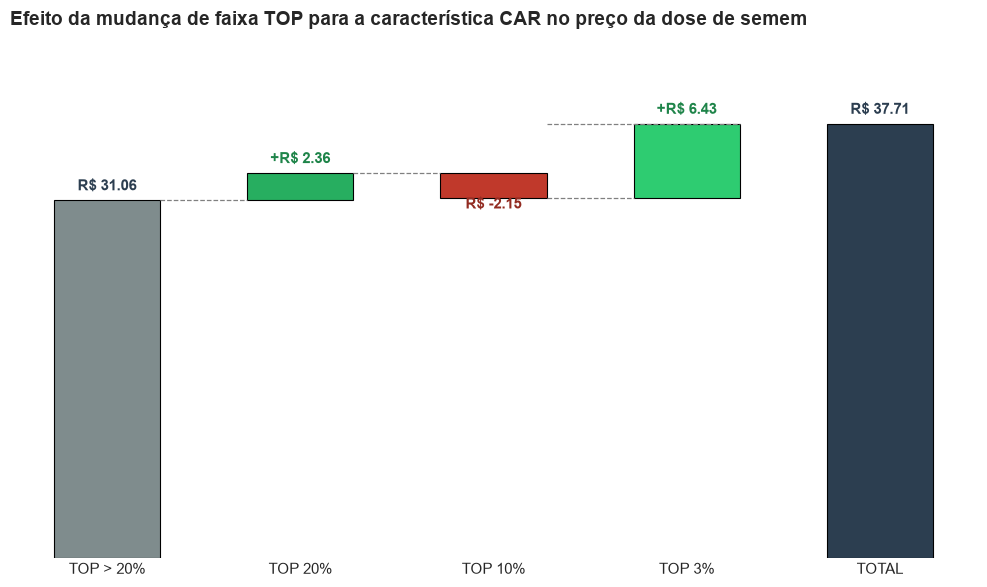 Efeito da mudança de faixa TOP para a característica CAR no preço da dose de semem
+R$ 6.43
R$ 37.71
+R$ 2.36
R$ 31.06
R$ -2.15
TOP > 20%
TOP 20%
TOP 10%
TOP 3%
TOTAL